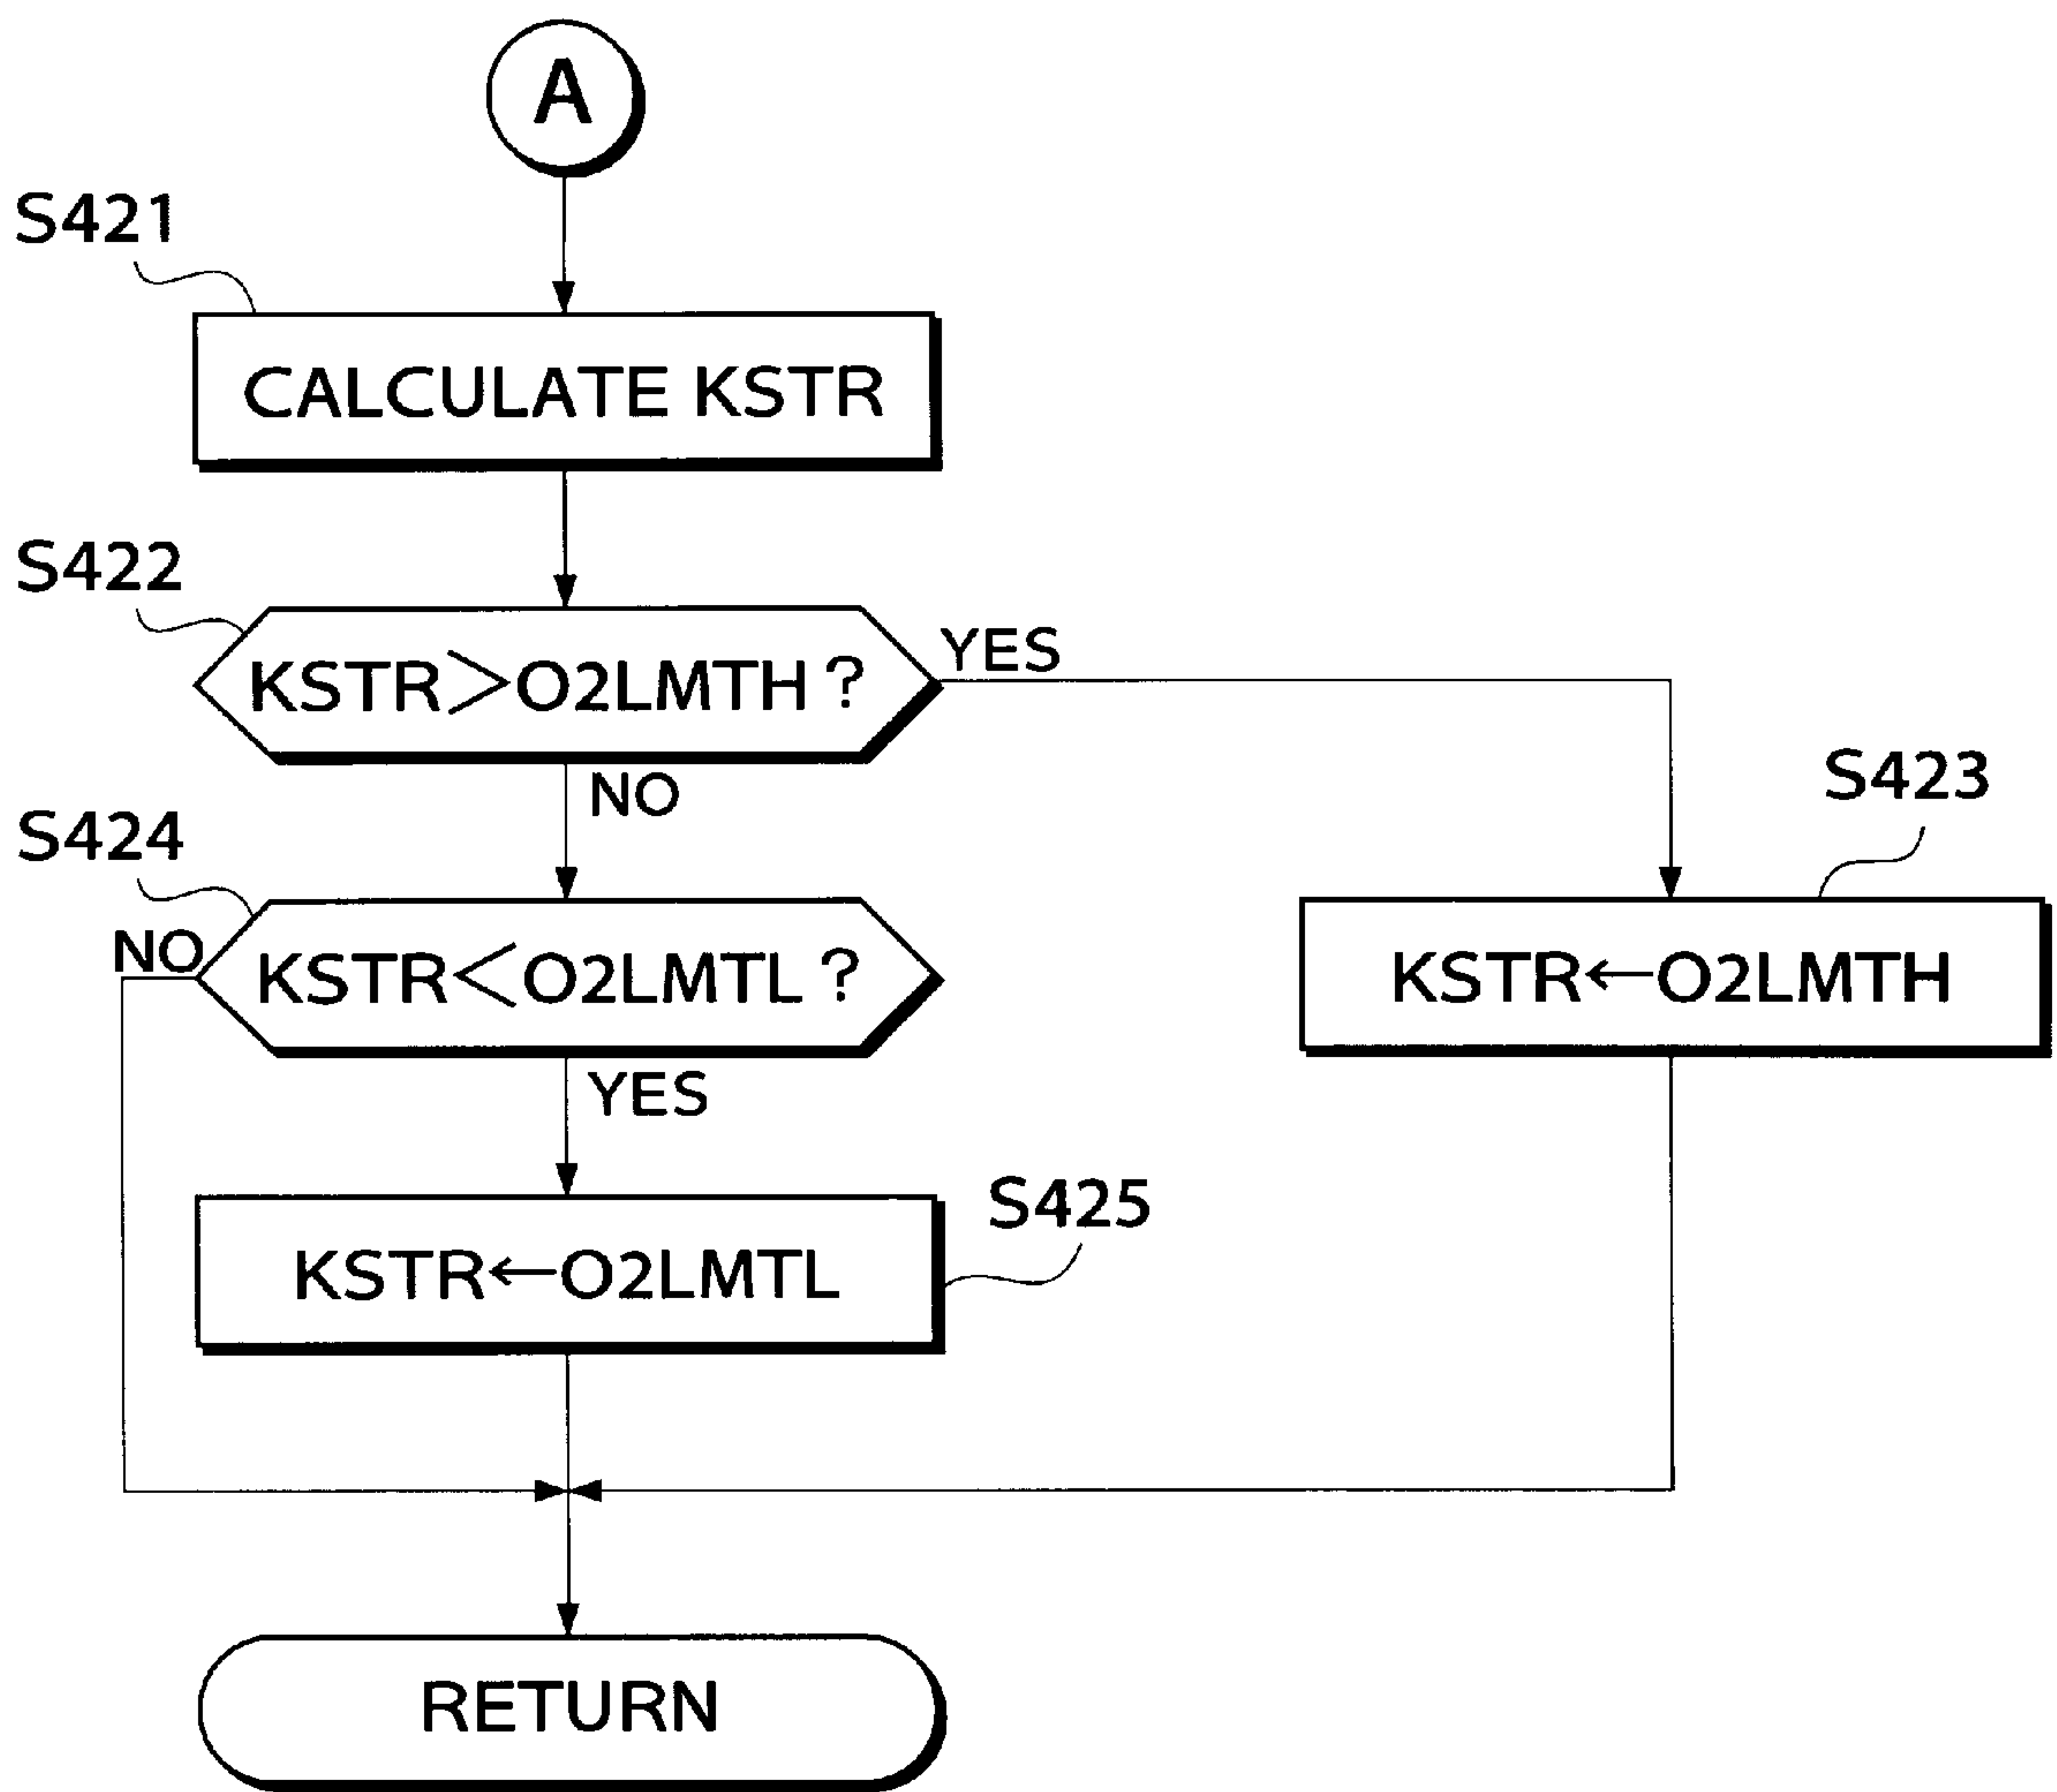 A
S421
CALCULATE KSTR
S422
KSTR>O2LMTH?
YES
NO
S423
S424
NO
KSTR<O2LMTL?
KSTR←O2LMTH
YES
S425
KSTR←O2LMTL
RETURN